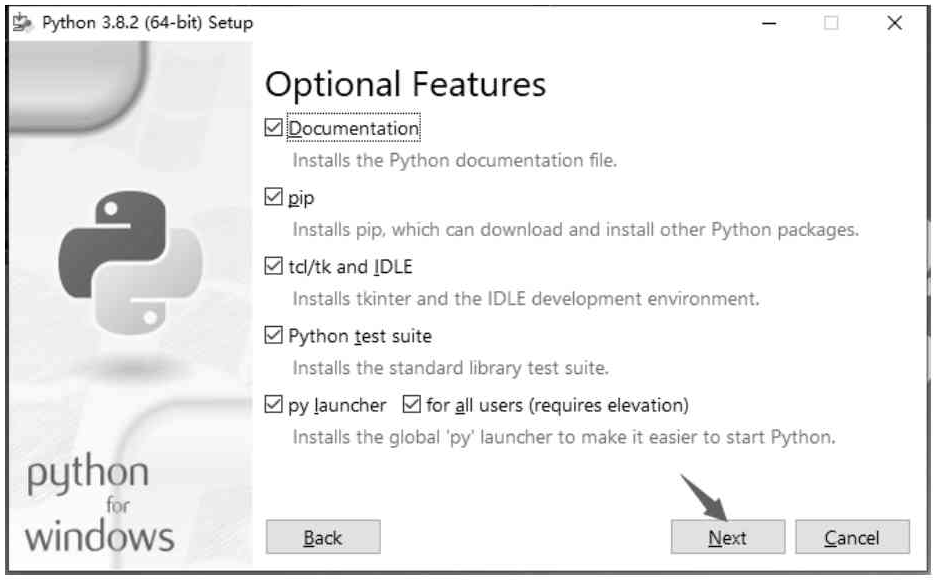 Python 3.8.2 (64-bit) Setup
Optional Features
Documentation
Installs the Python documentation file.
pip
Installs pip, which can download and install other Python packages.
tcl/tk and IDLE
Installs tkinter and the IDLE development environment.
Python test suite
Installs the standard library test suite.
py launcher for all users (requires elevation)
Installs the global 'py' launcher to make it easier to start Python.
python
for
windows
Back Next Cancel